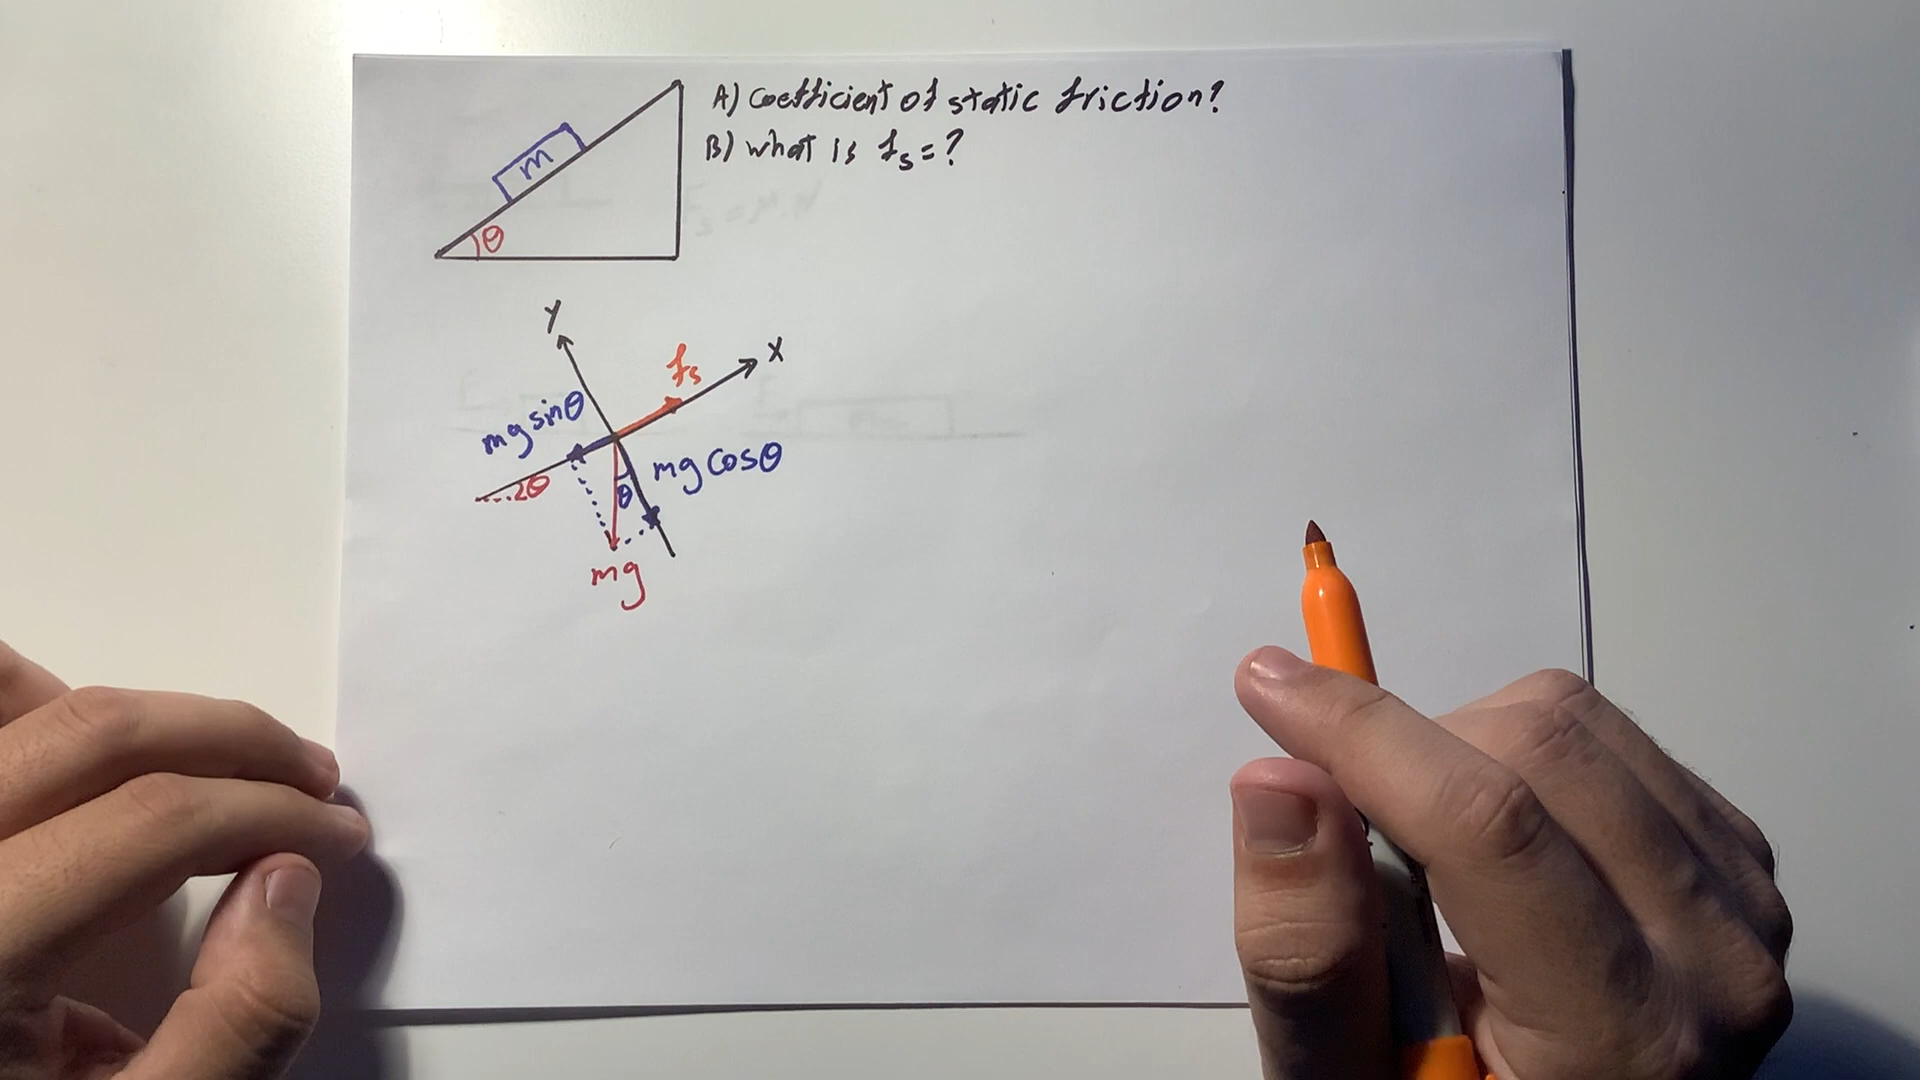 A) Coefficient of static friction?
B) what is fs=?
m
θ
Y
X
fs
mg sinθ
mg cosθ
θ
θ
mg